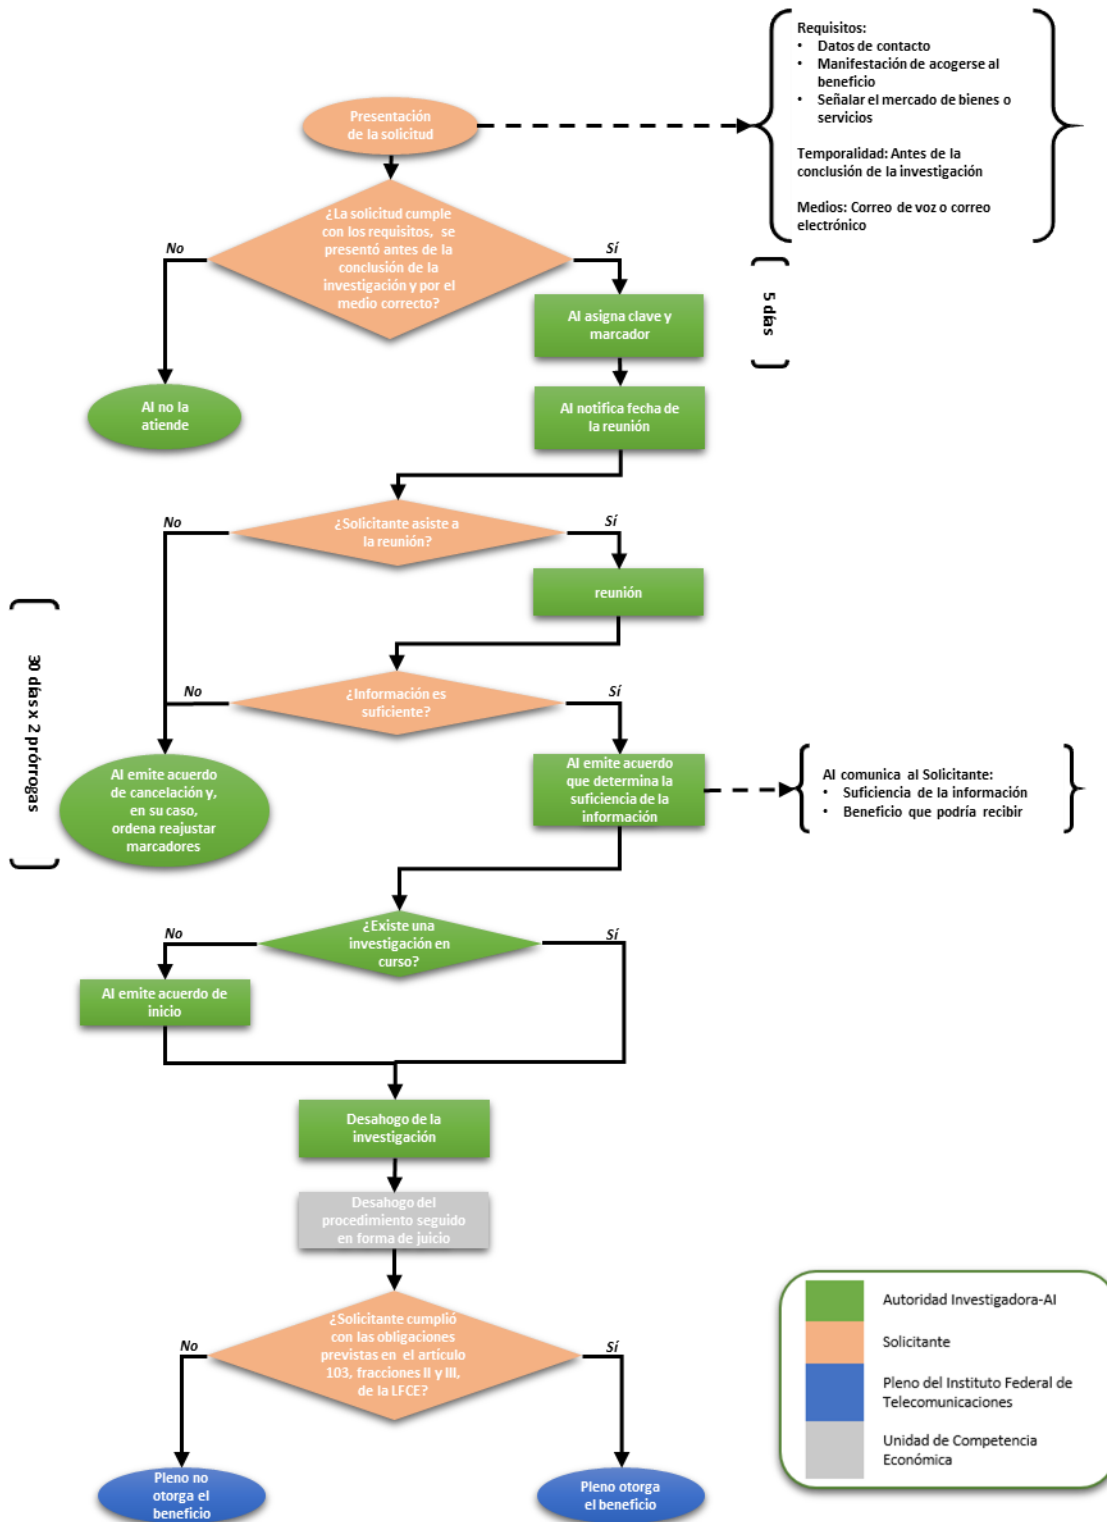 Requisitos:
• Datos de contacto
• Manifestación de acogerse al
beneficio
• Señalar el mercado de bienes o
servicios
Temporalidad: Antes de la
conclusión de la investigación
Medios: Correo de voz o correo
electrónico
Presentación
de la solicitud
¿La solicitud cumple
con los requisitos, se
presentó antes de la
conclusión de la
investigación y por el
medio correcto?
No
Sí
5 días
AI asigna clave y
marcador
AI no la
atiende
AI notifica fecha de
la reunión
¿Solicitante asiste a
la reunión?
No
Sí
reunión
30 días x 2 prórrogas
¿Información es
suficiente?
No
Sí
AI emite acuerdo
de cancelación y,
en su caso,
ordena reajustar
marcadores
AI emite acuerdo
que determina la
suficiencia de la
información
AI comunica al Solicitante:
• Suficiencia de la información
• Beneficio que podría recibir
¿Existe una
investigación en
curso?
No
Sí
AI emite acuerdo de
inicio
Desahogo de la
investigación
Desahogo del
procedimiento seguido
en forma de juicio
¿Solicitante cumplió
con las obligaciones
previstas en el artículo
103, fracciones II y III,
de la LFCE?
No
Sí
Pleno no
otorga el
beneficio
Pleno otorga
el beneficio
Autoridad Investigadora-AI
Solicitante
Pleno del Instituto Federal de
Telecomunicaciones
Unidad de Competencia
Económica